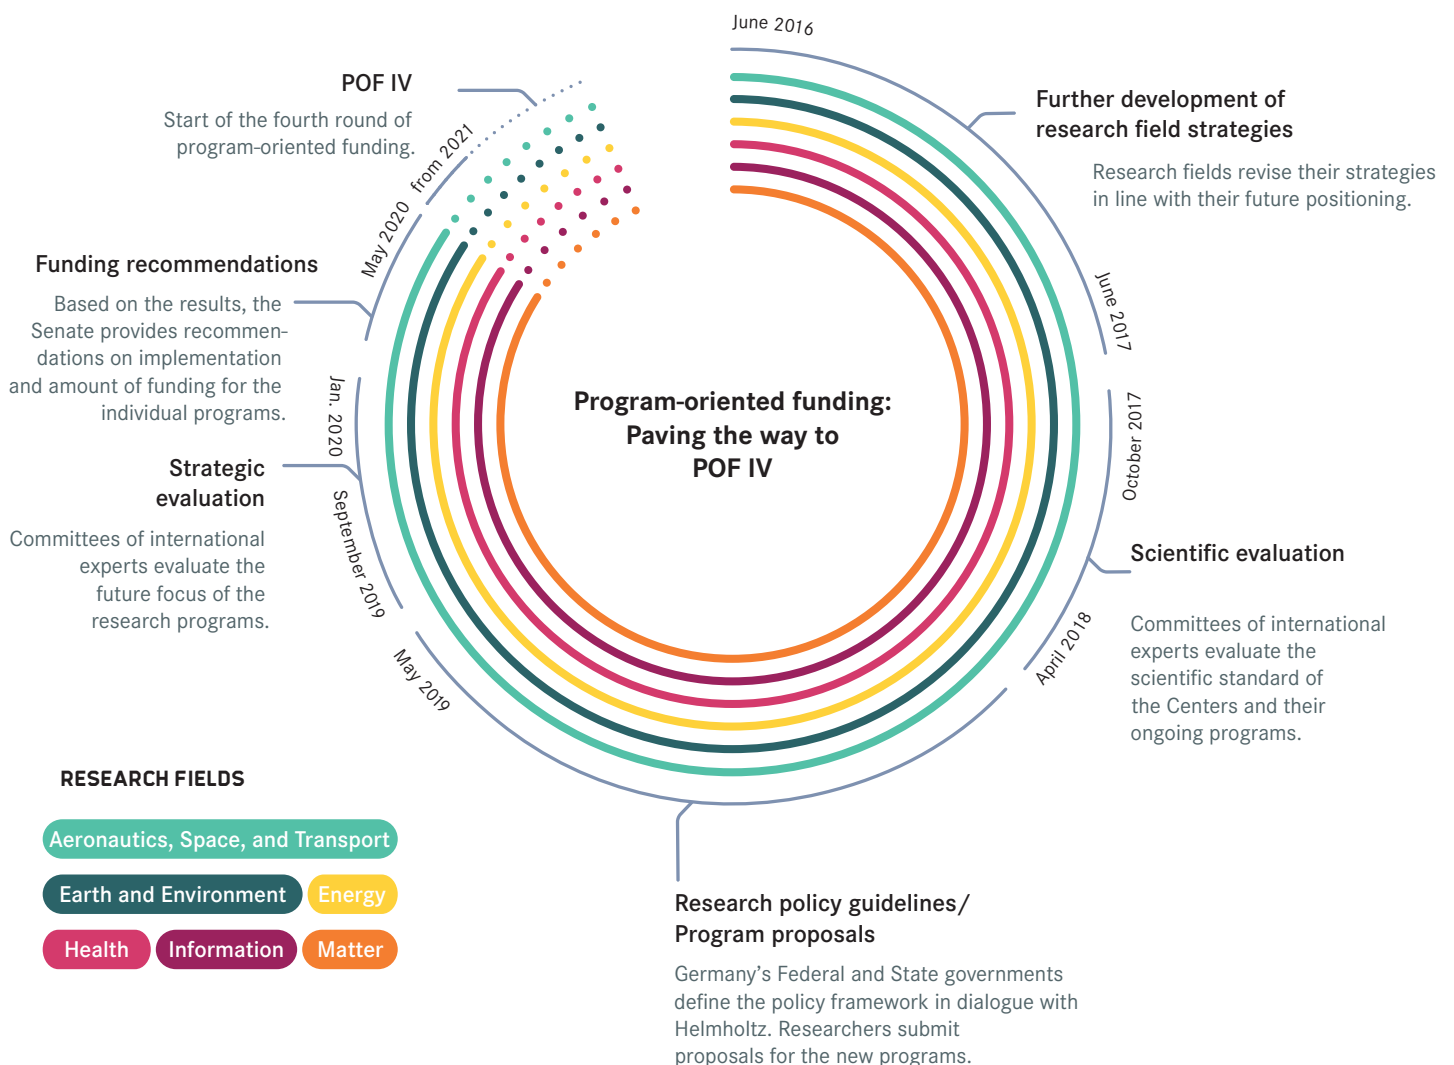 June 2016
Further development of
research field strategies
Research fields revise their strategies
in line with their future positioning.
June 2017
October 2017
Scientific evaluation
Committees of international
experts evaluate the
scientific standard of
the Centers and their
ongoing programs.
April 2018
Research policy guidelines/
Program proposals
Germany's Federal and State governments
define the policy framework in dialogue with
Helmholtz. Researchers submit
proposals for the new programs.
May 2019
September 2019
Strategic
evaluation
Committees of international
experts evaluate the
future focus of the
research programs.
Jan. 2020
Funding recommendations
Based on the results, the
Senate provides recommen-
dations on implementation
and amount of funding for the
individual programs.
May 2020
from 2021
POF IV
Start of the fourth round of
program-oriented funding.
Program-oriented funding:
Paving the way to
POF IV
RESEARCH FIELDS
Aeronautics, Space, and Transport
Earth and Environment Energy
Health Information Matter